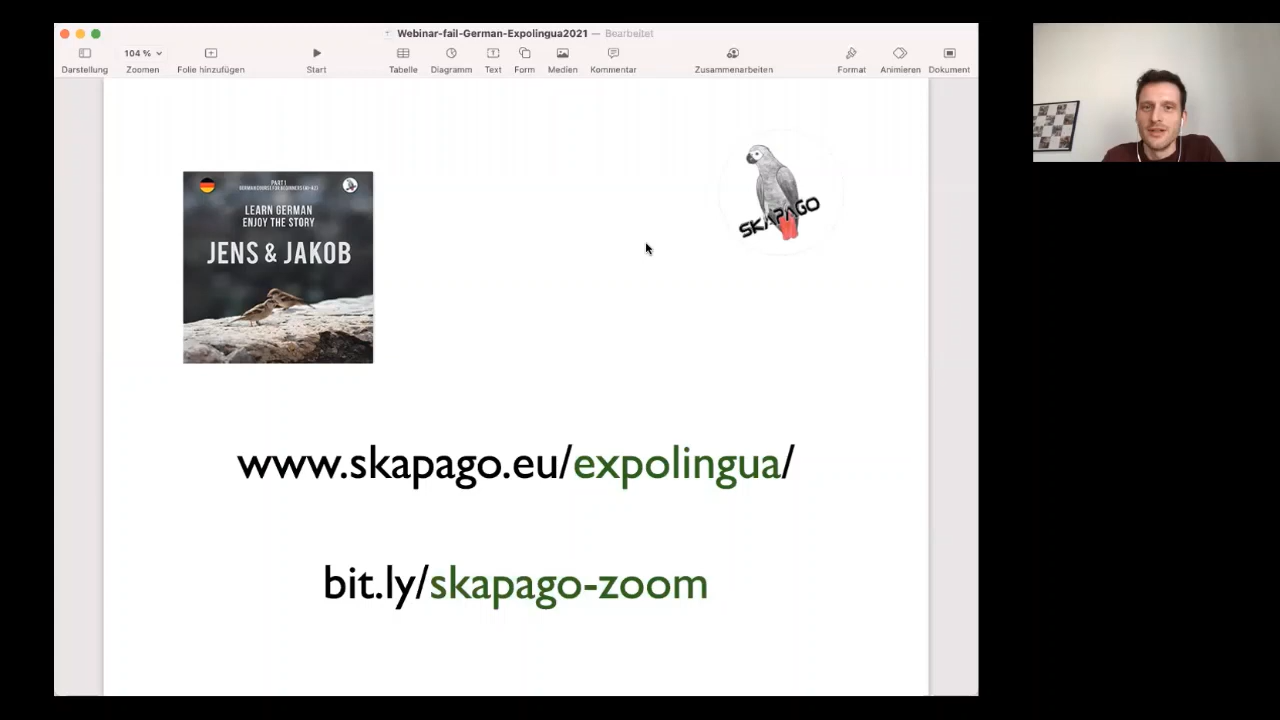 Webinar-fail-German-Expolingua2021 — Bearbeitet
104 %
Darstellung Zoomen Folie hinzufügen Start Tabelle Diagramm Text Form Medien Kommentar Zusammenarbeiten Format Animieren Dokument
PART 1
LEARN GERMAN
ENJOY THE STORY
JENS & JAKOB
SKAPAGO
www.skapago.eu/expolingua/
bit.ly/skapago-zoom